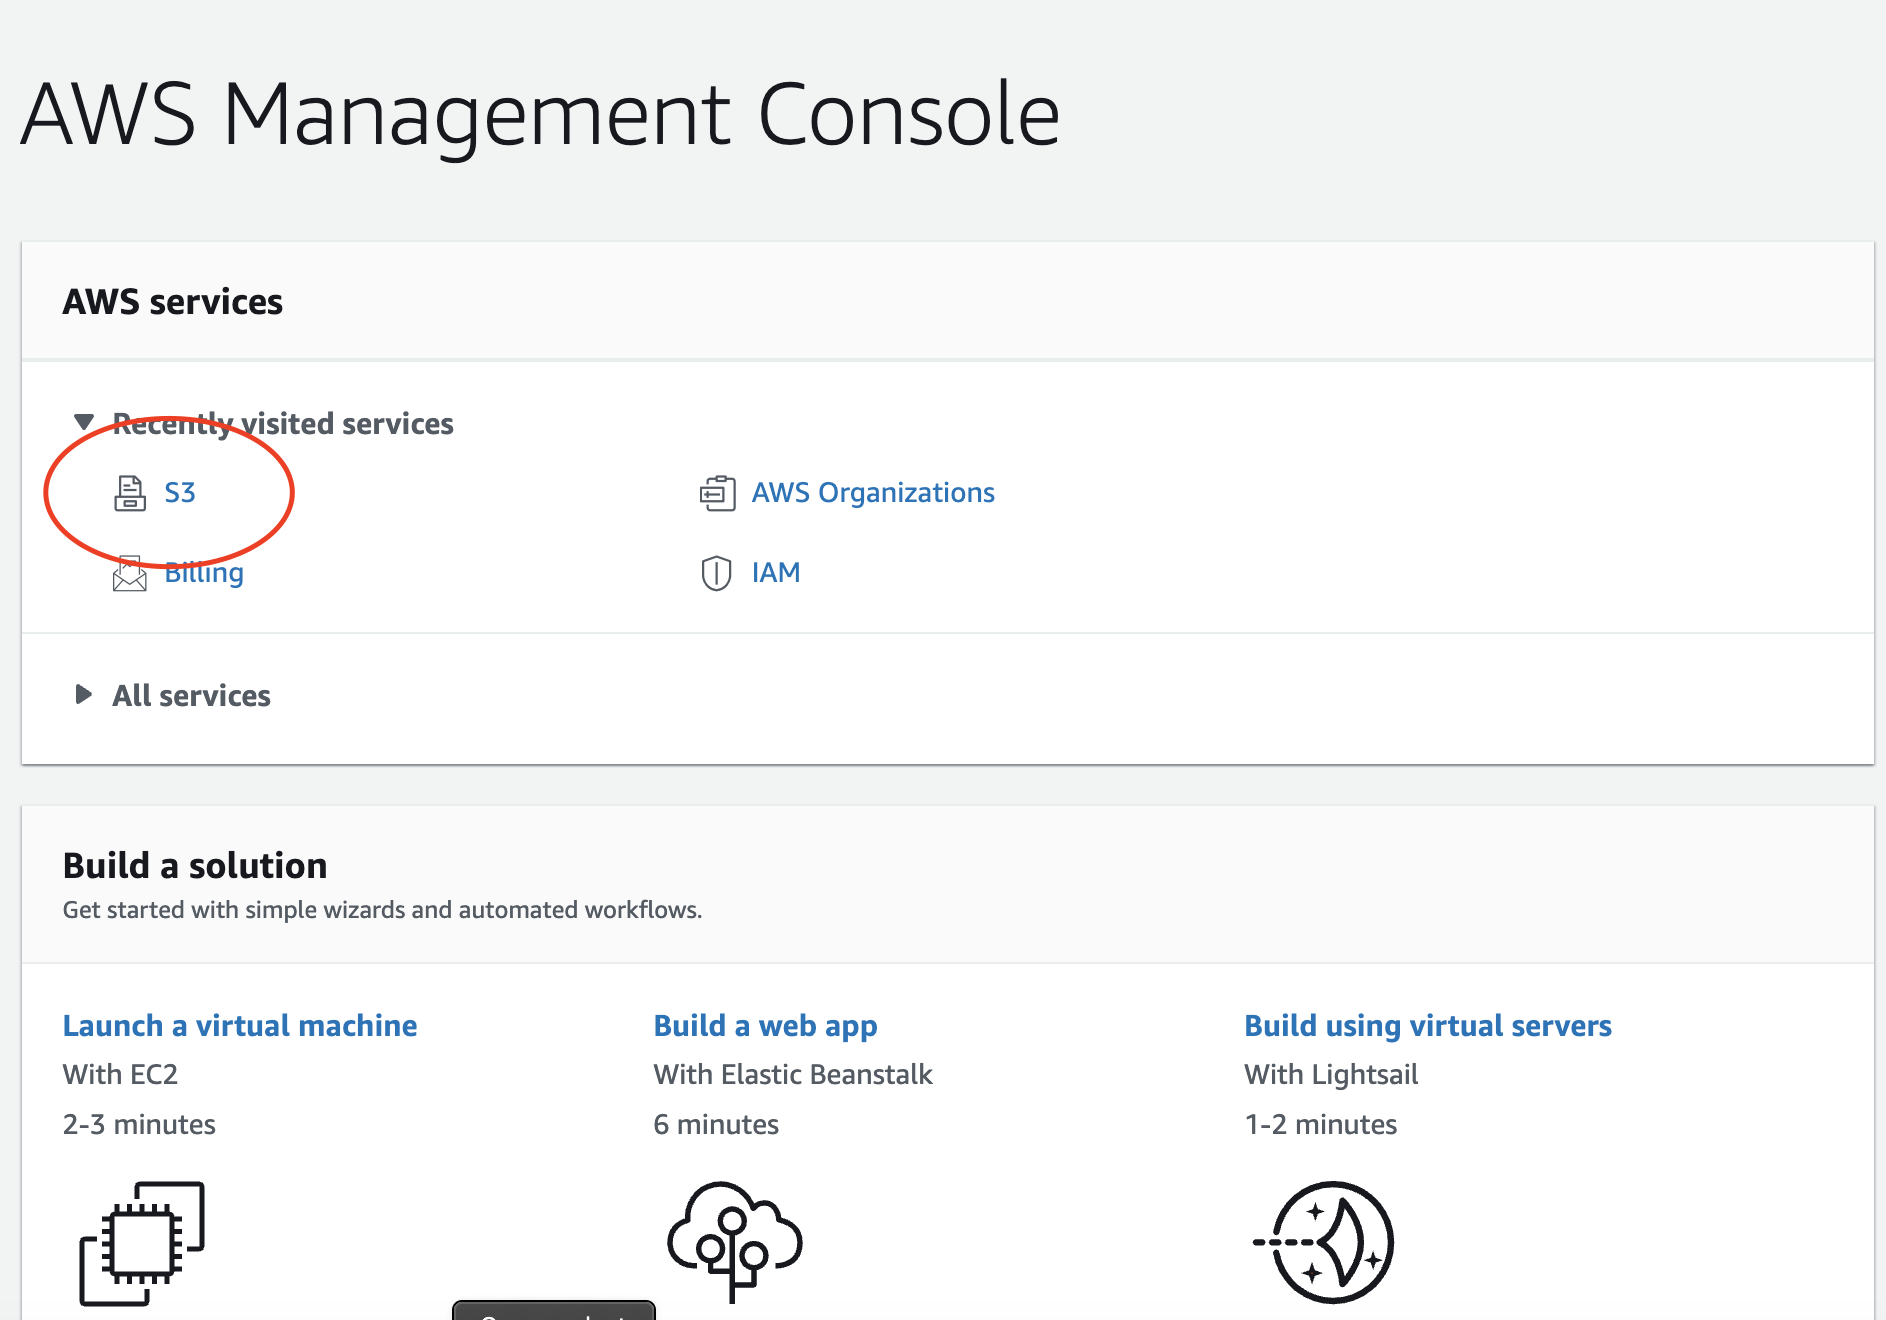 AWS Management Console
AWS services
Recently visited services
S3
AWS Organizations
Billing
IAM
All services
Build a solution
Get started with simple wizards and automated workflows.
Launch a virtual machine
With EC2
2-3 minutes
Build a web app
With Elastic Beanstalk
6 minutes
Build using virtual servers
With Lightsail
1-2 minutes